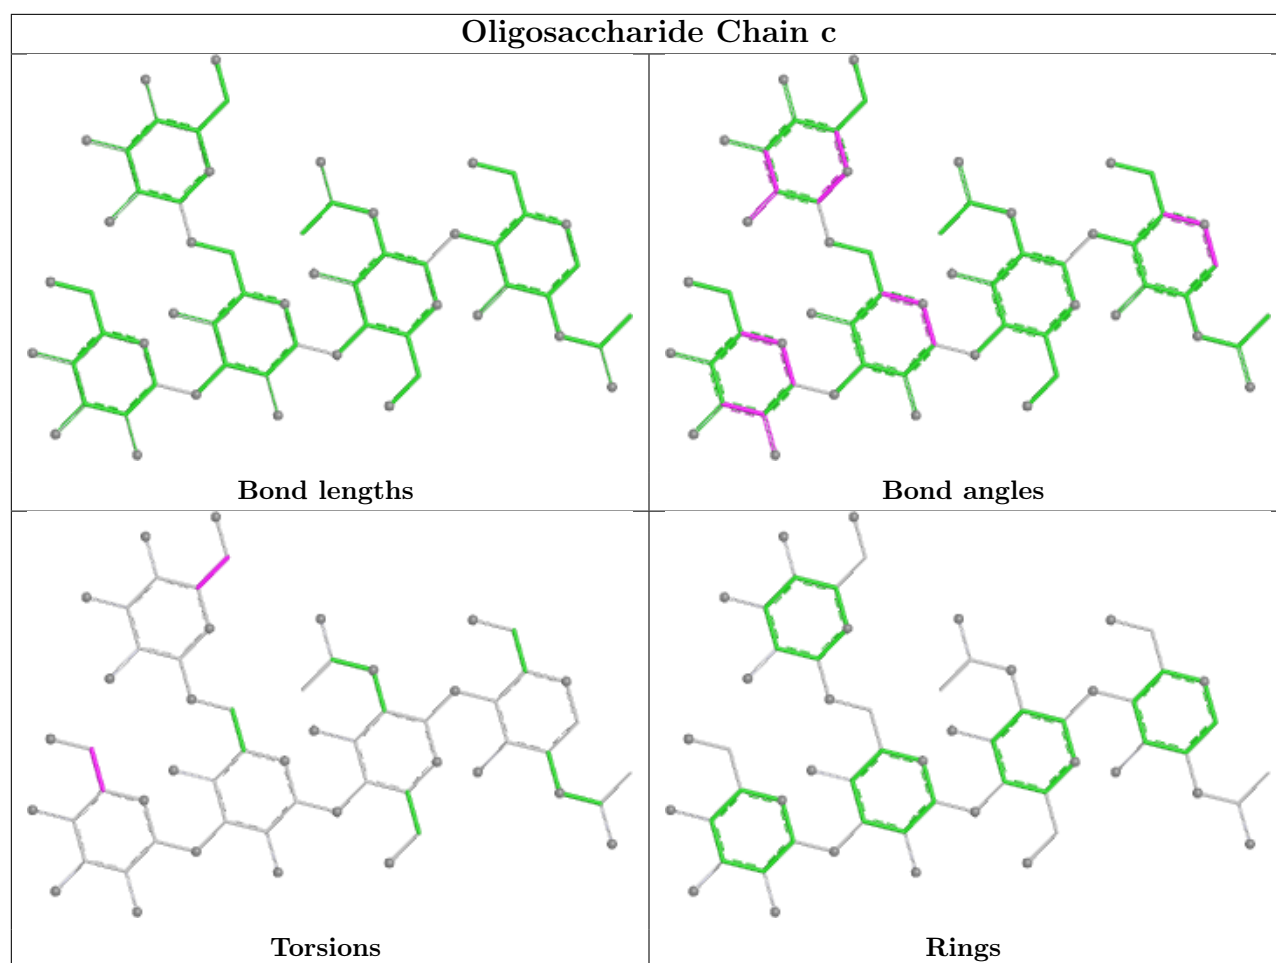 Oligosaccharide Chain c
Bond lengths
Bond angles
Torsions
Rings